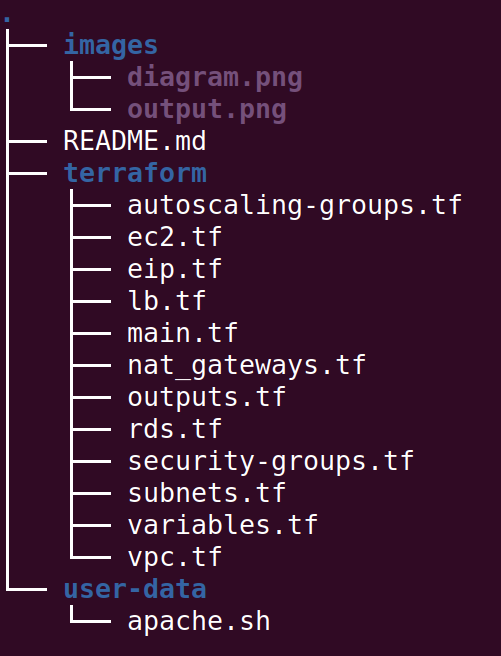 .
├── images
│   ├── diagram.png
│   └── output.png
├── README.md
├── terraform
│   ├── autoscaling-groups.tf
│   ├── ec2.tf
│   ├── eip.tf
│   ├── lb.tf
│   ├── main.tf
│   ├── nat_gateways.tf
│   ├── outputs.tf
│   ├── rds.tf
│   ├── security-groups.tf
│   ├── subnets.tf
│   ├── variables.tf
│   └── vpc.tf
└── user-data
    └── apache.sh